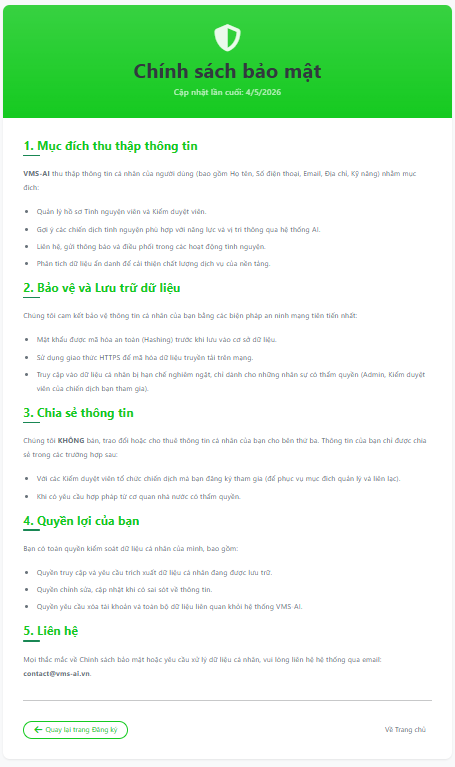 Chính sách bảo mật
Cập nhật lần cuối: 4/5/2026
1. Mục đích thu thập thông tin
VMS-AI thu thập thông tin cá nhân của người dùng (bao gồm Họ tên, Số điện thoại, Email, Địa chỉ, Kỹ năng) nhằm mục
đích:
Quản lý hồ sơ Tình nguyện viên và Kiểm duyệt viên.
Gợi ý các chiến dịch tình nguyện phù hợp với năng lực và vị trí thông qua hệ thống AI.
Liên hệ, gửi thông báo và điều phối trong các hoạt động tình nguyện.
Phân tích dữ liệu ẩn danh để cải thiện chất lượng dịch vụ của nền tảng.
2. Bảo vệ và Lưu trữ dữ liệu
Chúng tôi cam kết bảo vệ thông tin cá nhân của bạn bằng các biện pháp an ninh mạng tiên tiến nhất:
Mật khẩu được mã hóa an toàn (Hashing) trước khi lưu vào cơ sở dữ liệu.
Sử dụng giao thức HTTPS để mã hóa dữ liệu truyền tải trên mạng.
Truy cập vào dữ liệu cá nhân bị hạn chế nghiêm ngặt, chỉ dành cho những nhân sự có thẩm quyền (Admin, Kiểm duyệt
viên của chiến dịch bạn tham gia).
3. Chia sẻ thông tin
Chúng tôi KHÔNG bán, trao đổi hoặc cho thuê thông tin cá nhân của bạn cho bên thứ ba. Thông tin của bạn chỉ được chia
sẻ trong các trường hợp sau:
Với các Kiểm duyệt viên tổ chức chiến dịch mà bạn đăng ký tham gia (để phục vụ mục đích quản lý và liên lạc).
Khi có yêu cầu hợp pháp từ cơ quan nhà nước có thẩm quyền.
4. Quyền lợi của bạn
Bạn có toàn quyền kiểm soát dữ liệu cá nhân của mình, bao gồm:
Quyền truy cập và yêu cầu trích xuất dữ liệu cá nhân đang được lưu trữ.
Quyền chỉnh sửa, cập nhật khi có sai sót về thông tin.
Quyền yêu cầu xóa tài khoản và toàn bộ dữ liệu liên quan khỏi hệ thống VMS AI.
5. Liên hệ
Mọi thắc mắc về Chính sách bảo mật hoặc yêu cầu xử lý dữ liệu cá nhân, vui lòng liên hệ hệ thống qua email:
contact@vms-ai.vn.
← Quay lại trang Đăng ký
Về Trang chủ